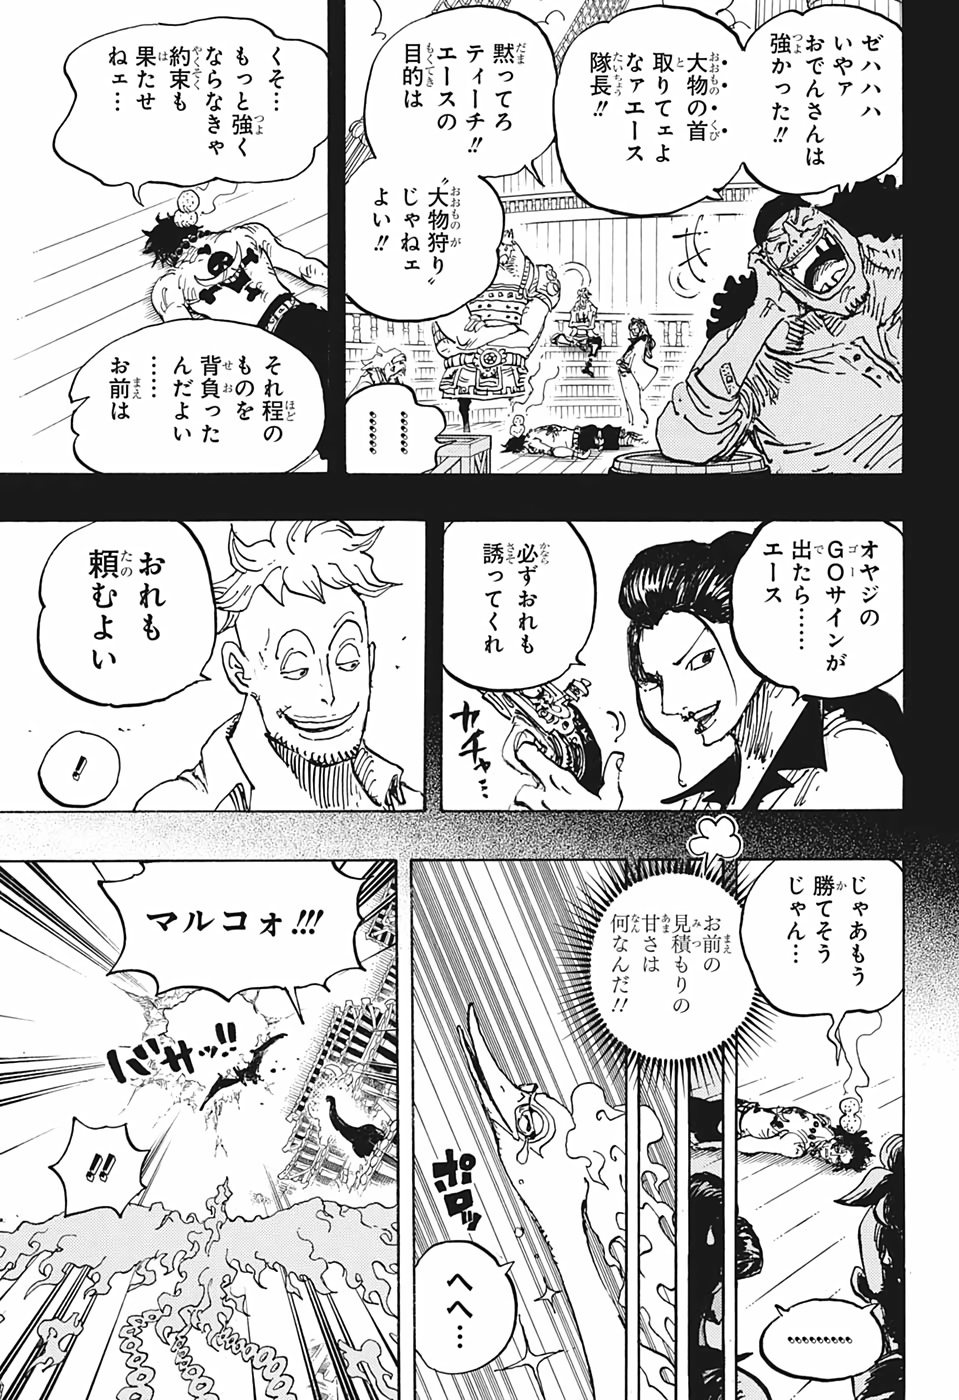 ゼハハハ
いやァ
おでんさんは
強かった!!
大物の首
取りてェよ
なァエース
隊長!!
黙ってろ
ティーチ!!
エースの
目的は
〝大物狩り〟
じゃねェ
よい!!
………………
くそ…
もっと強く
ならなきゃ
約束も
果たせ
ねェ…
それ程の
ものを
背負った
んだよい
……
お前は
オヤジの
GOサインが
出たら……
エース
必ずおれも
誘ってくれ
カチャ…
おれも
頼むよい
!
じゃあもう
勝てそう
じゃん…
お前の
見積もりの
甘さは
何なんだ!!
………
ポロッ
へへ…
マルコォ!!!
バサッ!!
!!